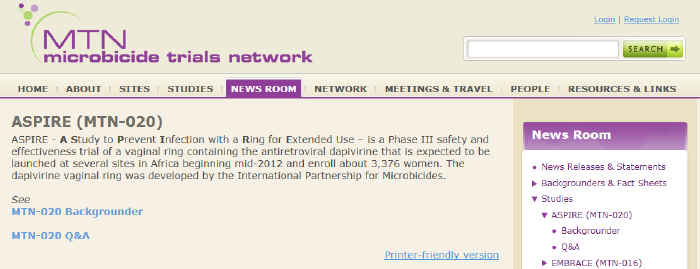 Login | Request Login
MTN
microbicide trials network
SEARCH
HOME ABOUT SITES STUDIES NEWS ROOM NETWORK MEETINGS & TRAVEL PEOPLE RESOURCES & LINKS
ASPIRE (MTN-020)
ASPIRE - A Study to Prevent Infection with a Ring for Extended Use – is a Phase III safety and
effectiveness trial of a vaginal ring containing the antiretroviral dapivirine that is expected to be
launched at several sites in Africa beginning mid-2012 and enroll about 3,376 women. The
dapivirine vaginal ring was developed by the International Partnership for Microbicides.
See
MTN-020 Backgrounder
MTN-020 Q&A
Printer-friendly version
News Room
News Releases & Statements
Backgrounders & Fact Sheets
Studies
ASPIRE (MTN-020)
Backgrounder
Q&A
EMBRACE (MTN-016)